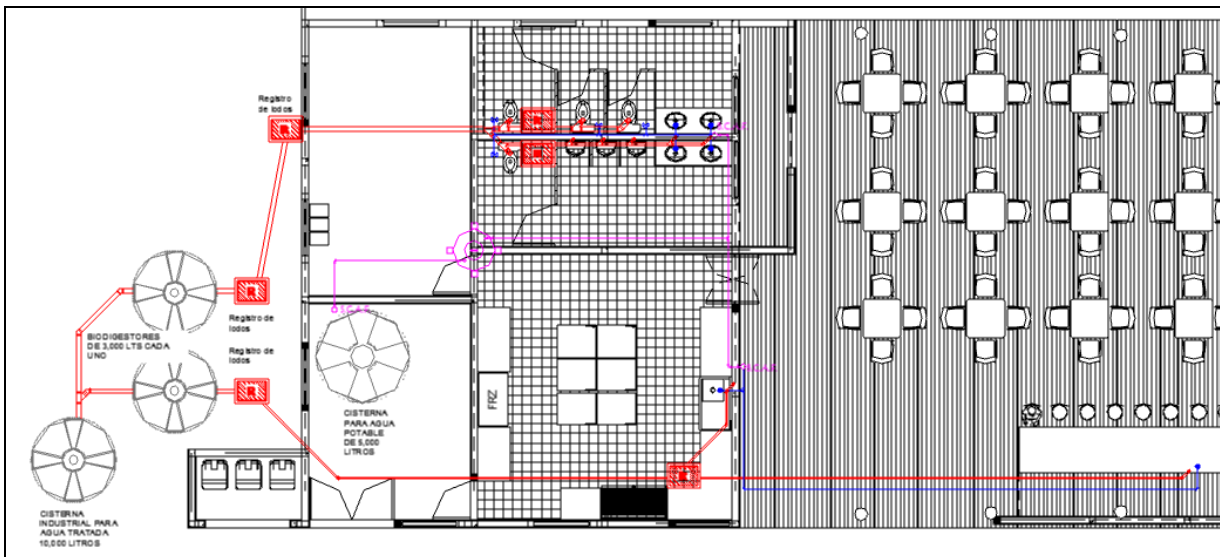 Registro
de lodos
Registro de
lodos
BIODIGESTORES
DE 3,000 LTS CADA
UNO
Registro de
lodos
CISTERNA
PARA AGUA
POTABLE
DE 5,000
LITROS
FRZ
CISTERNA
INDUSTRIAL PARA
AGUA TRATADA
10,000 LITROS